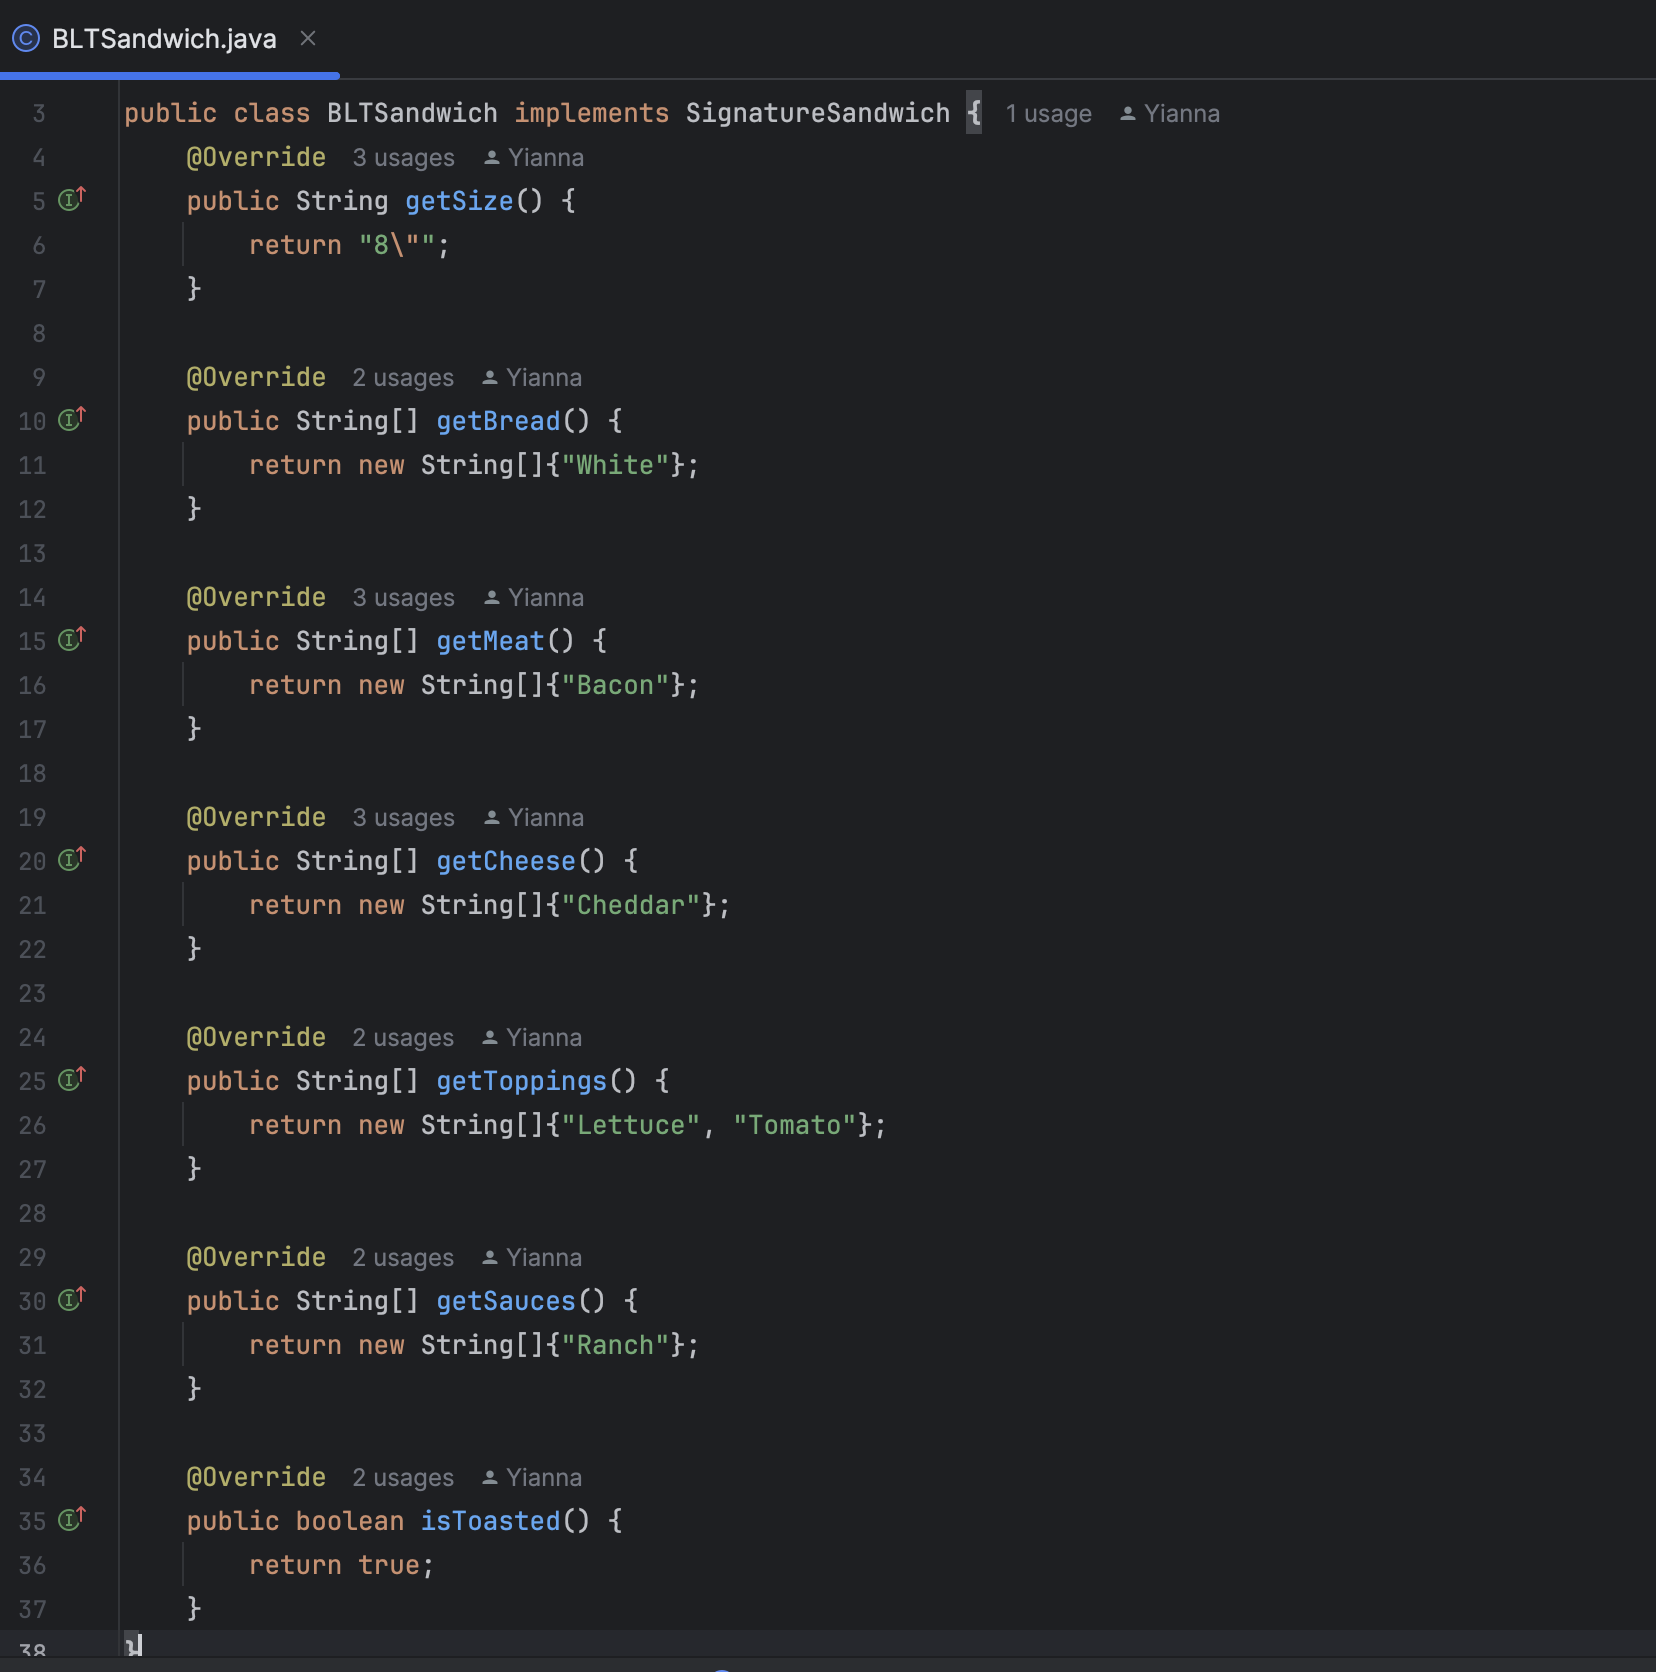 BLTSandwich.java
3 public class BLTSandwich implements SignatureSandwich { 1 usage Yianna
4 @Override 3 usages Yianna
5 public String getSize() {
6 return "8\"";
7 }
8
9 @Override 2 usages Yianna
10 public String[] getBread() {
11 return new String[]{"White"};
12 }
13
14 @Override 3 usages Yianna
15 public String[] getMeat() {
16 return new String[]{"Bacon"};
17 }
18
19 @Override 3 usages Yianna
20 public String[] getCheese() {
21 return new String[]{"Cheddar"};
22 }
23
24 @Override 2 usages Yianna
25 public String[] getToppings() {
26 return new String[]{"Lettuce", "Tomato"};
27 }
28
29 @Override 2 usages Yianna
30 public String[] getSauces() {
31 return new String[]{"Ranch"};
32 }
33
34 @Override 2 usages Yianna
35 public boolean isToasted() {
36 return true;
37 }
38 }